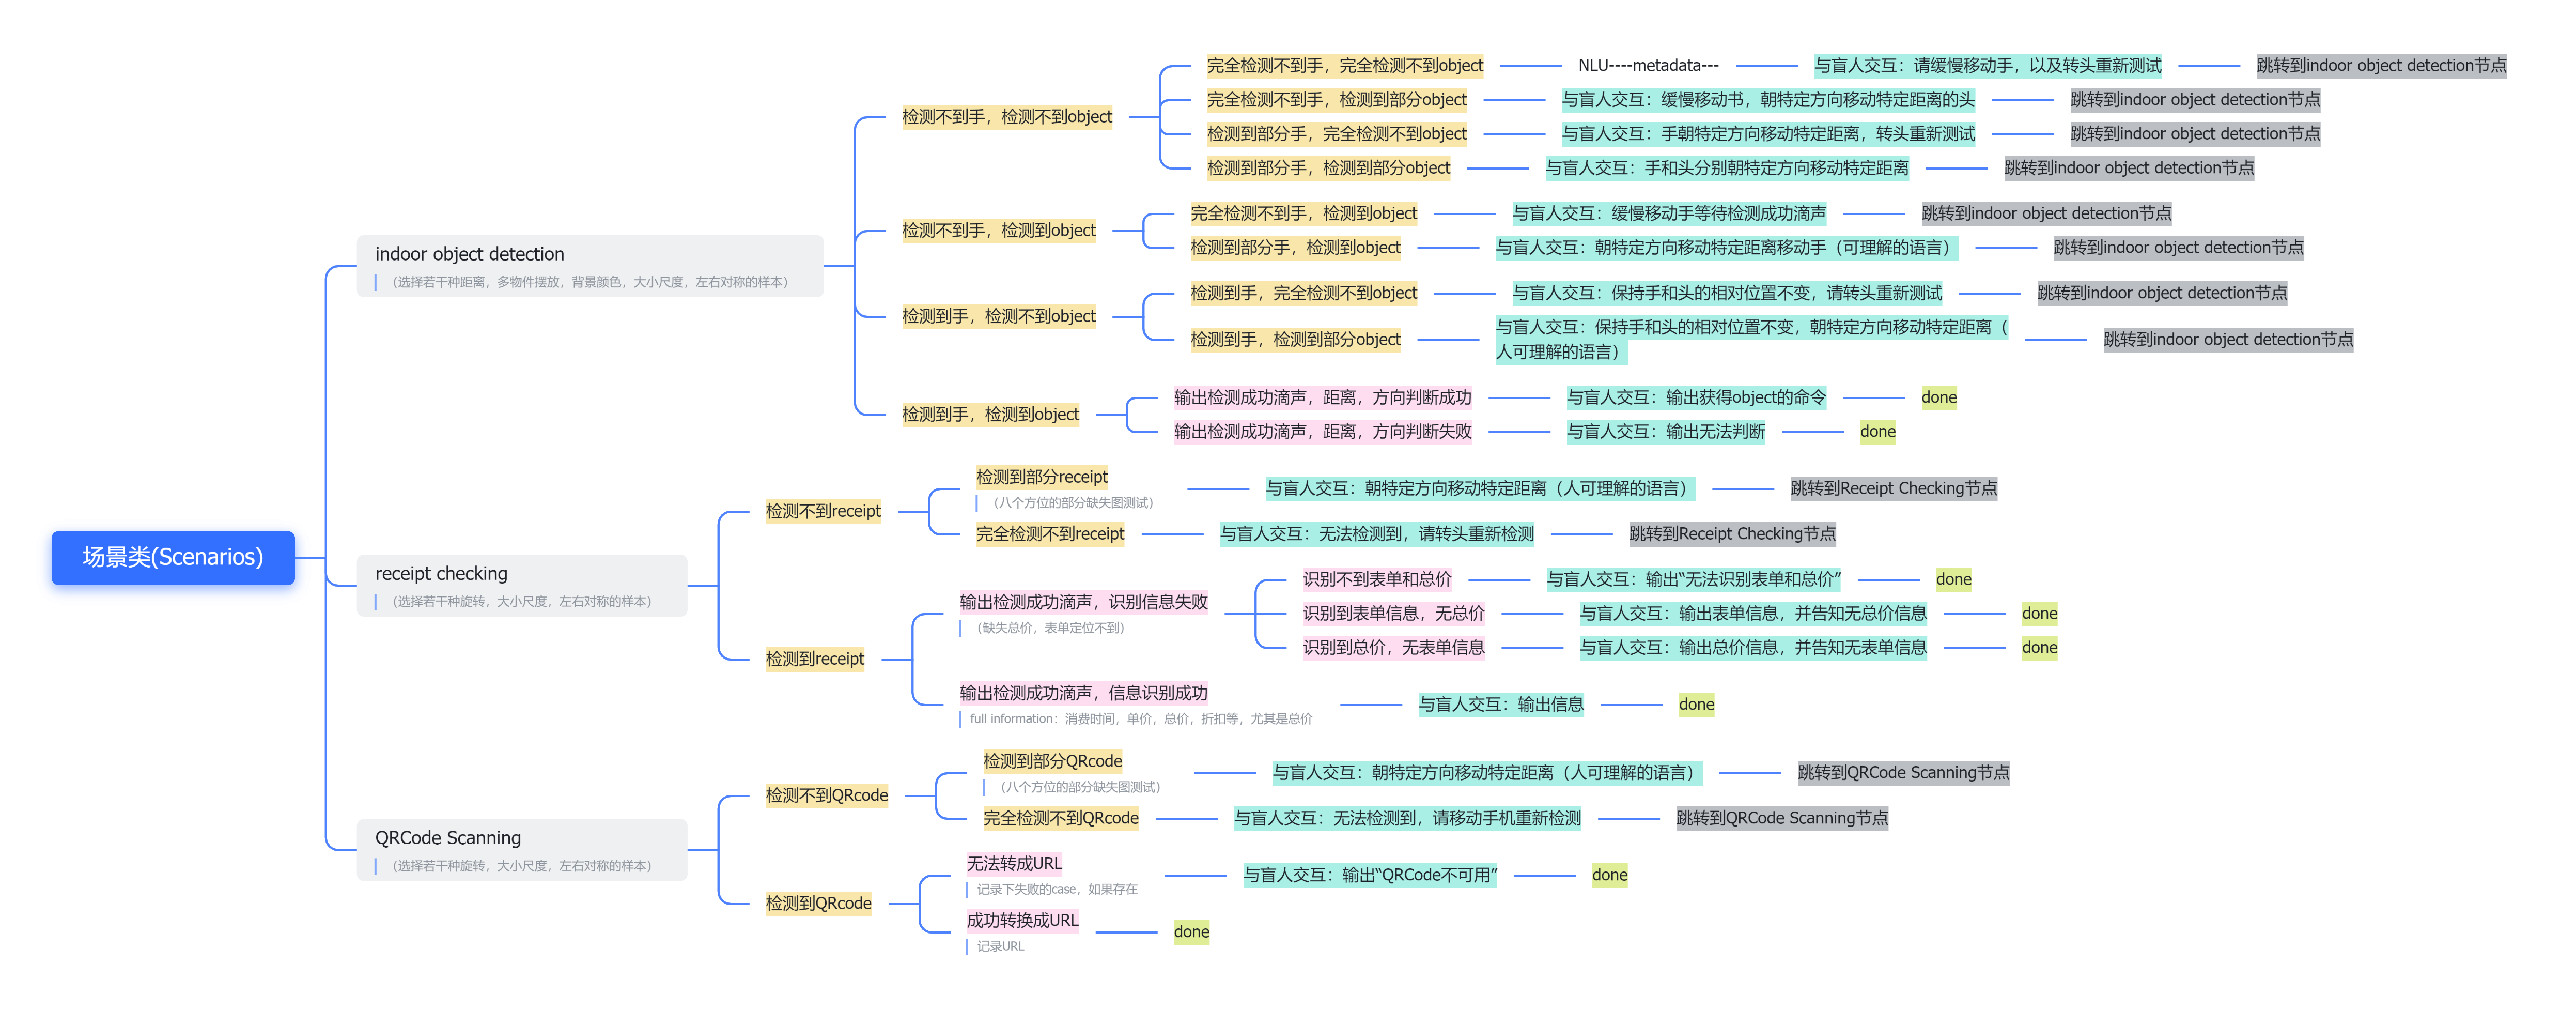 场景类(Scenarios)
indoor object detection
（选择若干种距离，多物件摆放，背景颜色，大小尺度，左右对称的样本）
检测不到手，检测不到object
完全检测不到手，完全检测不到object
NLU----metadata---
与盲人交互：请缓慢移动手，以及转头重新测试
跳转到indoor object detection节点
完全检测不到手，检测到部分object
与盲人交互：缓慢移动书，朝特定方向移动特定距离的头
跳转到indoor object detection节点
检测到部分手，完全检测不到object
与盲人交互：手朝特定方向移动特定距离，转头重新测试
跳转到indoor object detection节点
检测到部分手，检测到部分object
与盲人交互：手和头分别朝特定方向移动特定距离
跳转到indoor object detection节点
检测不到手，检测到object
完全检测不到手，检测到object
与盲人交互：缓慢移动手等待检测成功滴声
跳转到indoor object detection节点
检测到部分手，检测到object
与盲人交互：朝特定方向移动特定距离移动手（可理解的语言）
跳转到indoor object detection节点
检测到手，检测不到object
检测到手，完全检测不到object
与盲人交互：保持手和头的相对位置不变，请转头重新测试
跳转到indoor object detection节点
检测到手，检测到部分object
与盲人交互：保持手和头的相对位置不变，朝特定方向移动特定距离（
人可理解的语言）
跳转到indoor object detection节点
检测到手，检测到object
输出检测成功滴声，距离，方向判断成功
与盲人交互：输出获得object的命令
done
输出检测成功滴声，距离，方向判断失败
与盲人交互：输出无法判断
done
receipt checking
（选择若干种旋转，大小尺度，左右对称的样本）
检测不到receipt
检测到部分receipt
（八个方位的部分缺失图测试）
与盲人交互：朝特定方向移动特定距离（人可理解的语言）
跳转到Receipt Checking节点
完全检测不到receipt
与盲人交互：无法检测到，请转头重新检测
跳转到Receipt Checking节点
检测到receipt
输出检测成功滴声，识别信息失败
（缺失总价，表单定位不到）
识别不到表单和总价
与盲人交互：输出“无法识别表单和总价”
done
识别到表单信息，无总价
与盲人交互：输出表单信息，并告知无总价信息
done
识别到总价，无表单信息
与盲人交互：输出总价信息，并告知无表单信息
done
输出检测成功滴声，信息识别成功
full information：消费时间，单价，总价，折扣等，尤其是总价
与盲人交互：输出信息
done
QRCode Scanning
（选择若干种旋转，大小尺度，左右对称的样本）
检测不到QRcode
检测到部分QRcode
（八个方位的部分缺失图测试）
与盲人交互：朝特定方向移动特定距离（人可理解的语言）
跳转到QRCode Scanning节点
完全检测不到QRcode
与盲人交互：无法检测到，请移动手机重新检测
跳转到QRCode Scanning节点
检测到QRcode
无法转成URL
记录下失败的case，如果存在
与盲人交互：输出“QRCode不可用”
done
成功转换成URL
记录URL
done